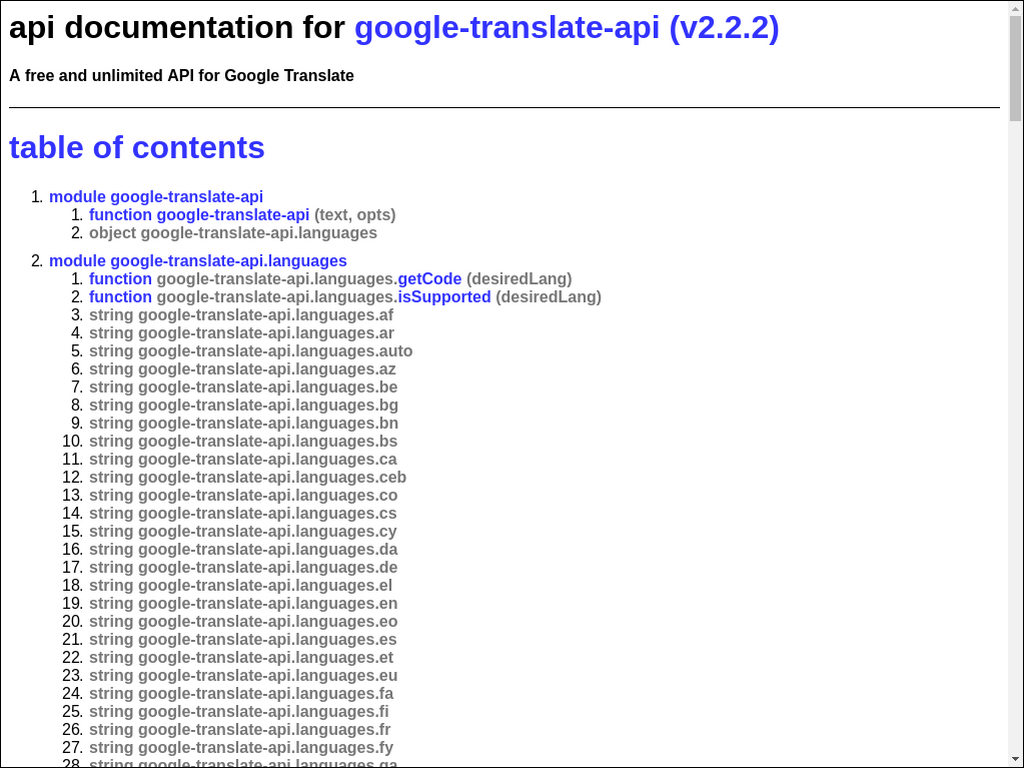 api documentation for google-translate-api (v2.2.2)
A free and unlimited API for Google Translate
table of contents
1. module google-translate-api
1. function google-translate-api (text, opts)
2. object google-translate-api.languages
2. module google-translate-api.languages
1. function google-translate-api.languages.getCode (desiredLang)
2. function google-translate-api.languages.isSupported (desiredLang)
3. string google-translate-api.languages.af
4. string google-translate-api.languages.ar
5. string google-translate-api.languages.auto
6. string google-translate-api.languages.az
7. string google-translate-api.languages.be
8. string google-translate-api.languages.bg
9. string google-translate-api.languages.bn
10. string google-translate-api.languages.bs
11. string google-translate-api.languages.ca
12. string google-translate-api.languages.ceb
13. string google-translate-api.languages.co
14. string google-translate-api.languages.cs
15. string google-translate-api.languages.cy
16. string google-translate-api.languages.da
17. string google-translate-api.languages.de
18. string google-translate-api.languages.el
19. string google-translate-api.languages.en
20. string google-translate-api.languages.eo
21. string google-translate-api.languages.es
22. string google-translate-api.languages.et
23. string google-translate-api.languages.eu
24. string google-translate-api.languages.fa
25. string google-translate-api.languages.fi
26. string google-translate-api.languages.fr
27. string google-translate-api.languages.fy
28. string google-translate-api.languages.ga